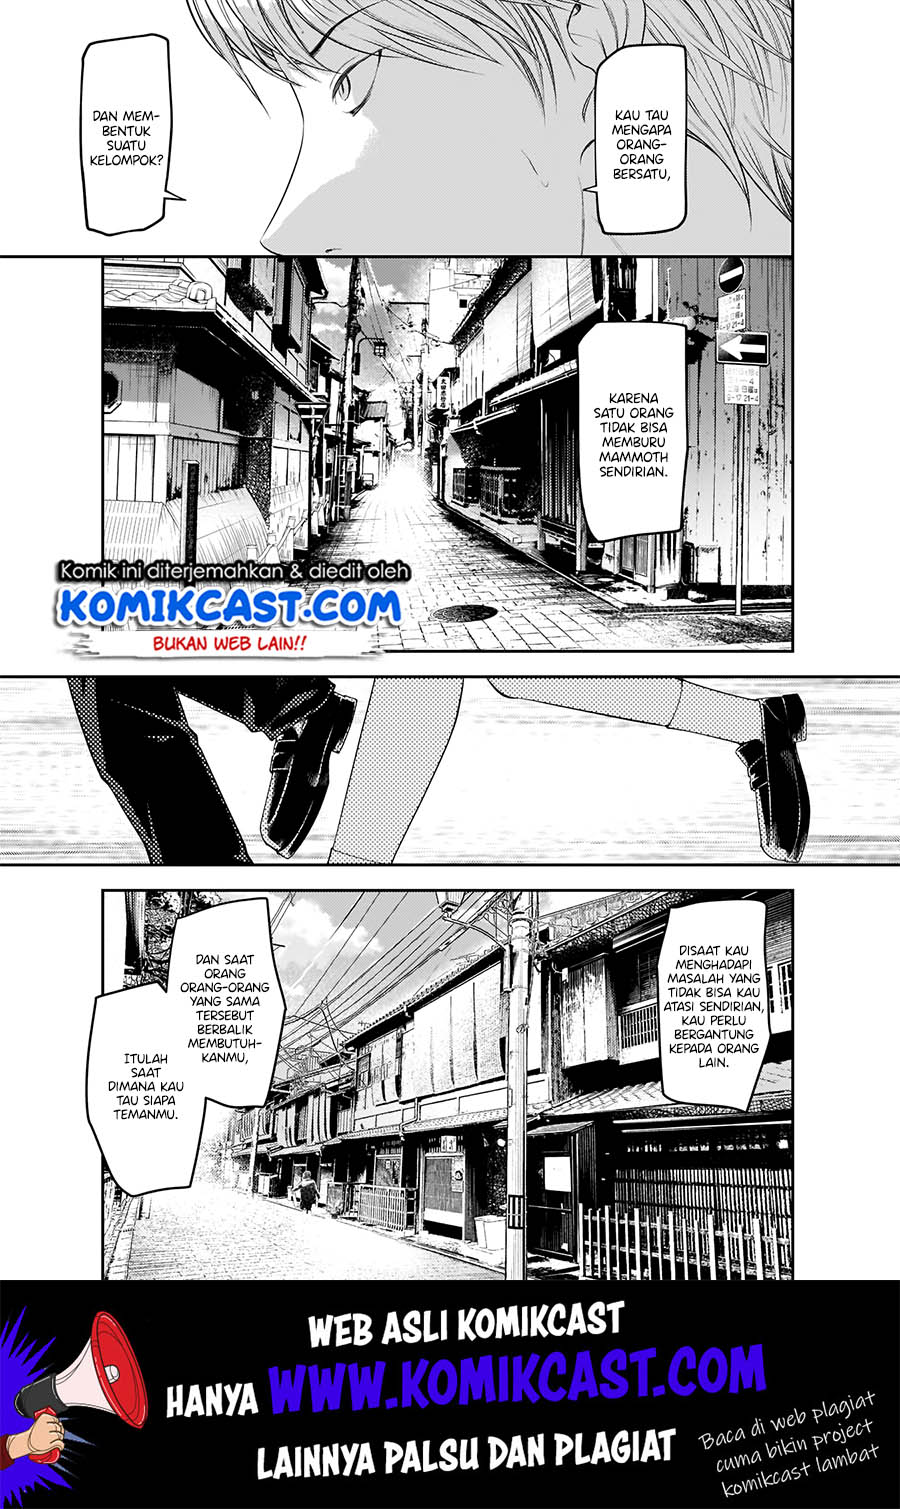 KAU TAU
MENGAPA
ORANG-
ORANG
BERSATU,
DAN MEM-
BENTUK
SUATU
KELOMPOK?
KARENA
SATU ORANG
TIDAK BISA
MEMBURU
MAMMOTH
SENDIRIAN.
Komik ini diterjemahkan & diedit oleh
KOMIKCAST.COM
BUKAN WEB LAIN!!
DISAAT KAU
MENGHADAPI
MASALAH YANG
TIDAK BISA KAU
ATASI SENDIRIAN,
KAU PERLU
BERGANTUNG
KEPADA ORANG
LAIN.
DAN SAAT
ORANG
ORANG-ORANG
YANG SAMA
TERSEBUT
BERBALIK
MEMBUTUH-
KANMU,
ITULAH
SAAT
DIMANA KAU
TAU SIAPA
TEMANMU.
WEB ASLI KOMIKCAST
HANYA WWW.KOMIKCAST.COM
LAINNYA PALSU DAN PLAGIAT
Baca di web plagiat
cuma bikin project
komikcast lambat